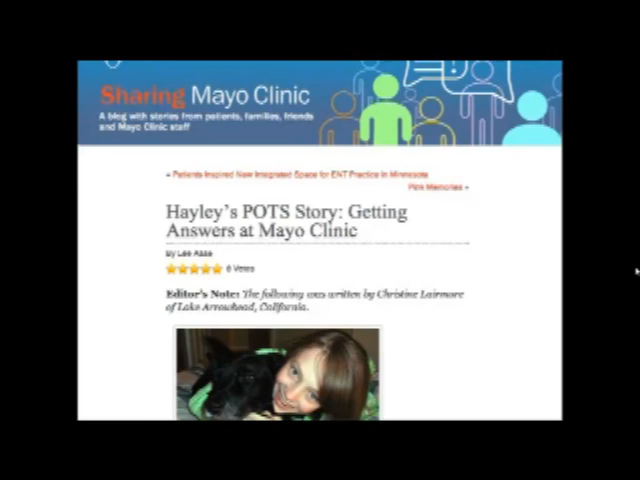 Sharing Mayo Clinic
A blog with stories from patients, families, friends
and Mayo Clinic staff
« Patients Inspired New Integrated Space for ENT Practice in Minnesota
Pink Memories »
Hayley's POTS Story: Getting
Answers at Mayo Clinic
By Lee Aase
6 Votes
Editor's Note: The following was written by Christine Lairmore
of Lake Arrowhead, California.